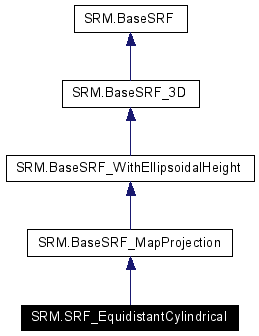 SRM.BaseSRF
SRM.BaseSRF_3D
SRM.BaseSRF_WithEllipsoidalHeight
SRM.BaseSRF_MapProjection
SRM.SRF_EquidistantCylindrical